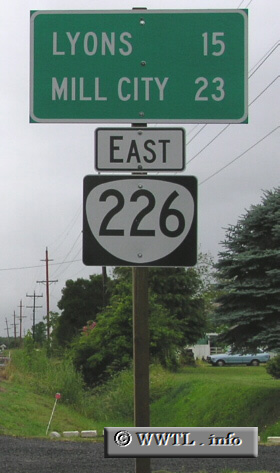 LYONS 15
MILL CITY 23
EAST
226
© WWTL . info